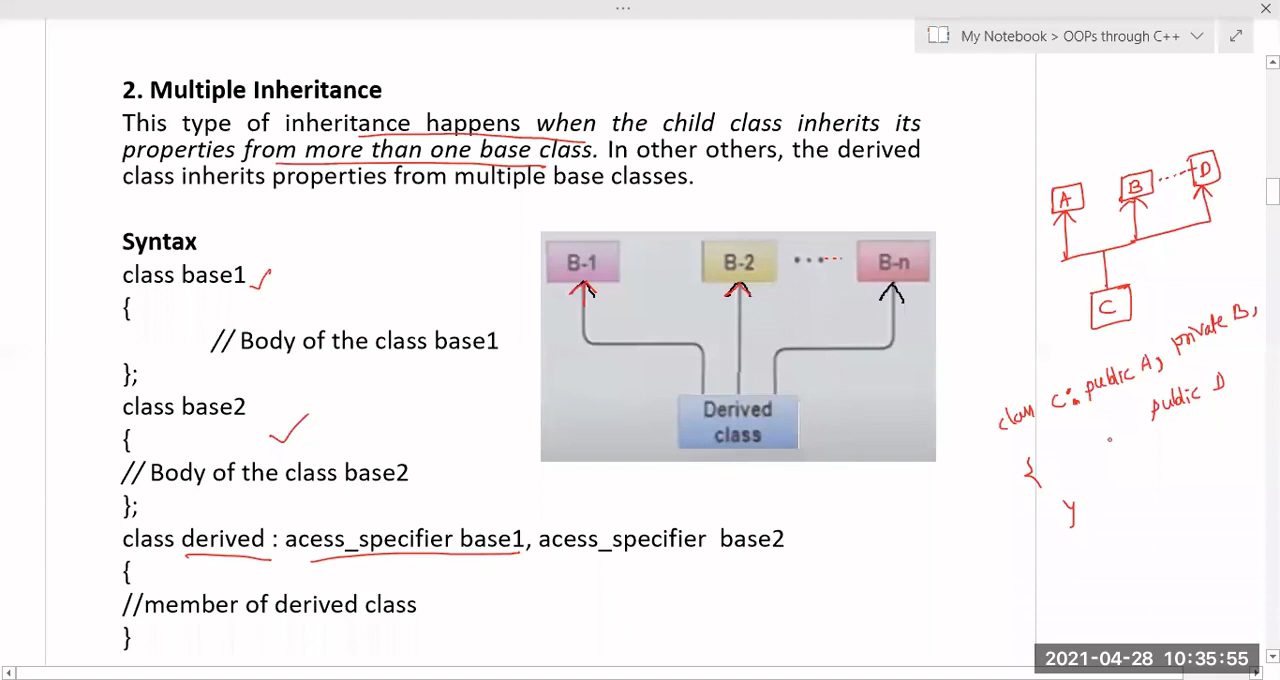 My Notebook > OOPs through C++
2. Multiple Inheritance
This type of inheritance happens when the child class inherits its
properties from more than one base class. In other others, the derived
class inherits properties from multiple base classes.
Syntax
class base1
{
// Body of the class base1
};
class base2
{
// Body of the class base2
};
class derived : acess_specifier base1, acess_specifier base2
{
//member of derived class
}
B-1
B-2
B-n
Derived
class
A
B
D
C
class C: public A, private B,
public D
{
y
2021-04-28 10:35:55